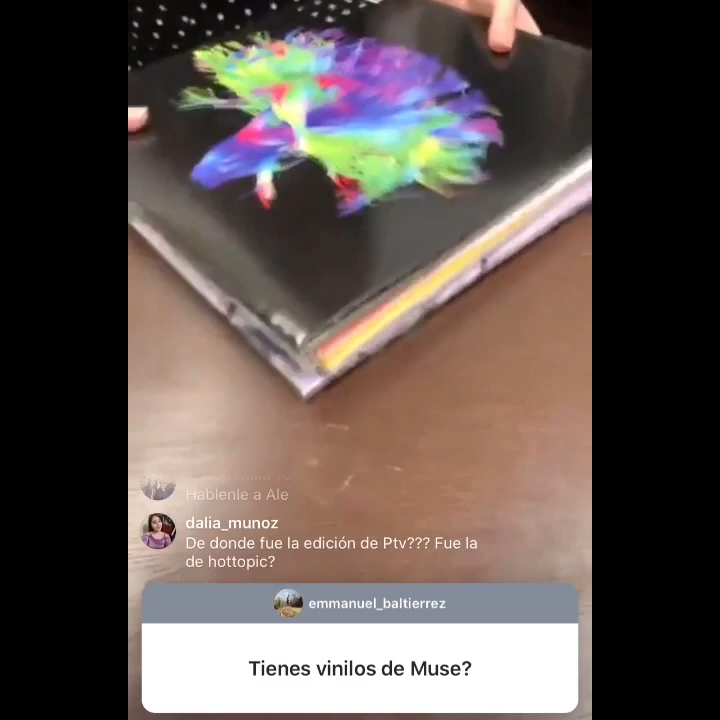 Hablenle a Ale
dalia_munoz
De donde fue la edición de Ptv??? Fue la
de hottopic?
emmanuel_baltierrez
Tienes vinilos de Muse?